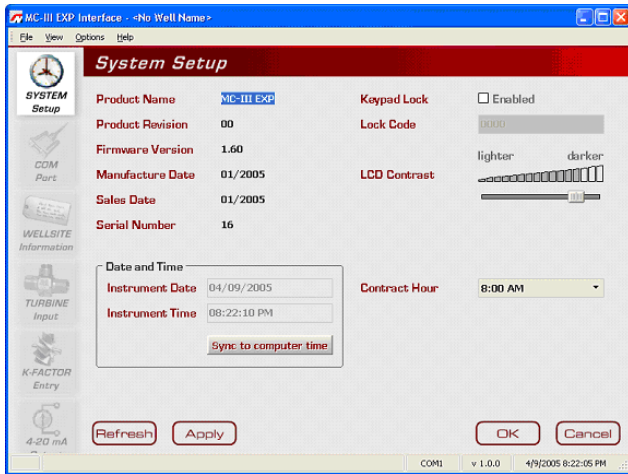 MC-III EXP Interface - <No Well Name>
File View Options Help
System Setup
SYSTEM
Setup
COM
Port
WELLSITE
Information
TURBINE
Input
K-FACTOR
Entry
4-20 mA
Product Name MC-III EXP
Product Revision 00
Firmware Version 1.60
Manufacture Date 01/2005
Sales Date 01/2005
Serial Number 16
Keypad Lock Enabled
Lock Code 0000
lighter darker
LCD Contrast
Date and Time
Instrument Date 04/09/2005
Instrument Time 08:22:10 PM
Sync to computer time
Contract Hour 8:00 AM
Refresh Apply OK Cancel
COM1 v 1.0.0 4/9/2005 8:22:05 PM